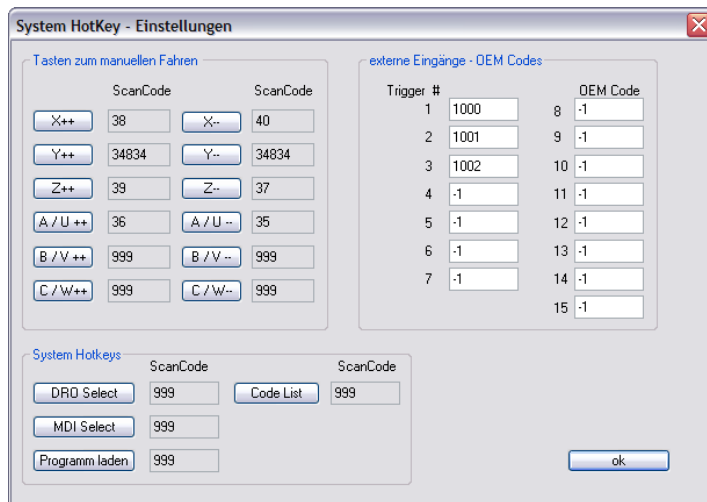 System HotKey - Einstellungen
Tasten zum manuellen Fahren
ScanCode ScanCode
X++ 38 X-- 40
Y++ 34834 Y-- 34834
Z++ 39 Z-- 37
A / U ++ 36 A / U -- 35
B / V ++ 999 B / V -- 999
C / W++ 999 C / W-- 999
externe Eingänge - OEM Codes
Trigger # OEM Code
1 1000 8 -1
2 1001 9 -1
3 1002 10 -1
4 -1 11 -1
5 -1 12 -1
6 -1 13 -1
7 -1 14 -1
15 -1
System Hotkeys
ScanCode ScanCode
DRO Select 999 Code List 999
MDI Select 999
Programm laden 999
ok